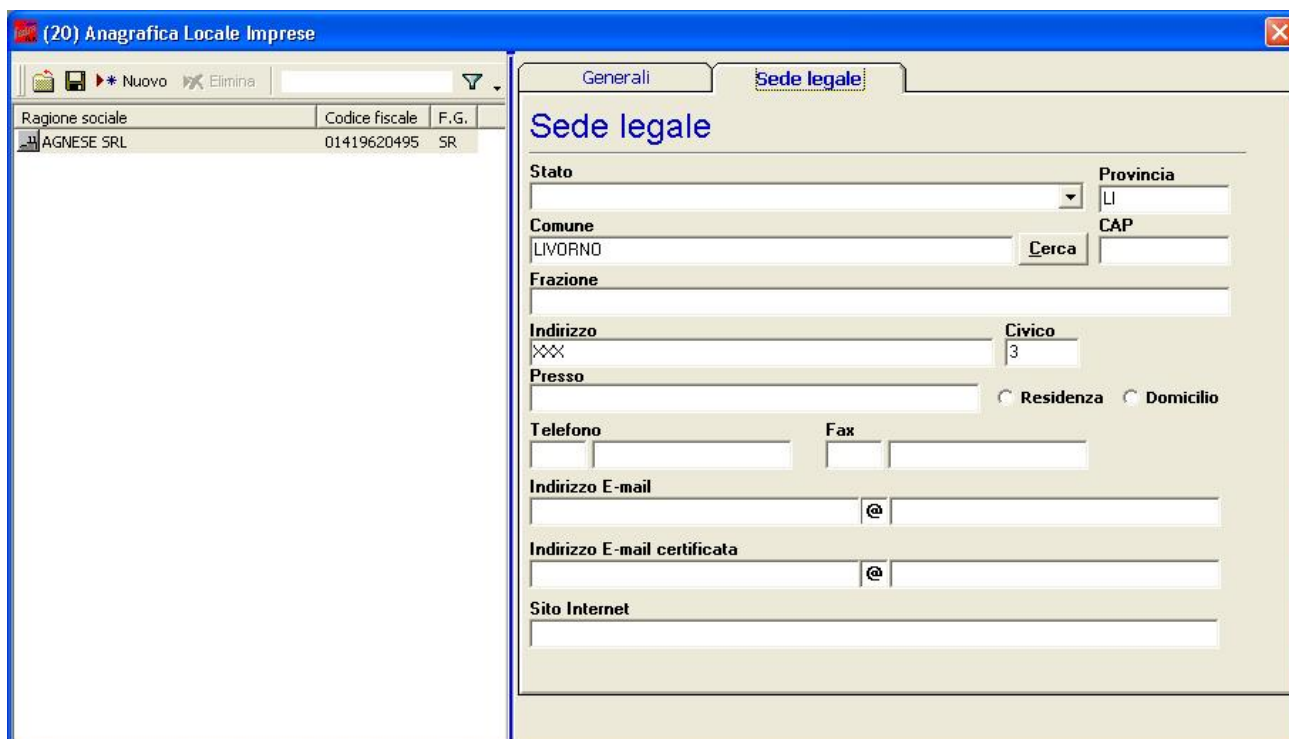 (20) Anagrafica Locale Imprese
Nuovo Elimina
Ragione sociale Codice fiscale F.G.
AGNESE SRL 01419620495 SR
Generali Sede legale
Sede legale
Stato Provincia
LI
Comune CAP
LIVORNO Cerca
Frazione
Indirizzo Civico
XXX 3
Presso
Residenza Domicilio
Telefono Fax
Indirizzo E-mail
@
Indirizzo E-mail certificata
@
Sito Internet